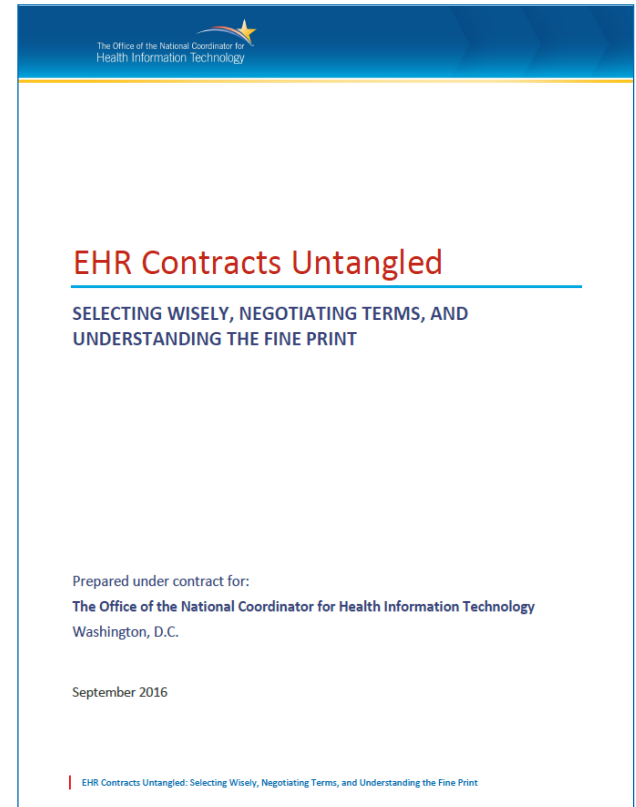 The Office of the National Coordinator for
Health Information Technology
EHR Contracts Untangled
SELECTING WISELY, NEGOTIATING TERMS, AND
UNDERSTANDING THE FINE PRINT
Prepared under contract for:
The Office of the National Coordinator for Health Information Technology
Washington, D.C.
September 2016
EHR Contracts Untangled: Selecting Wisely, Negotiating Terms, and Understanding the Fine Print